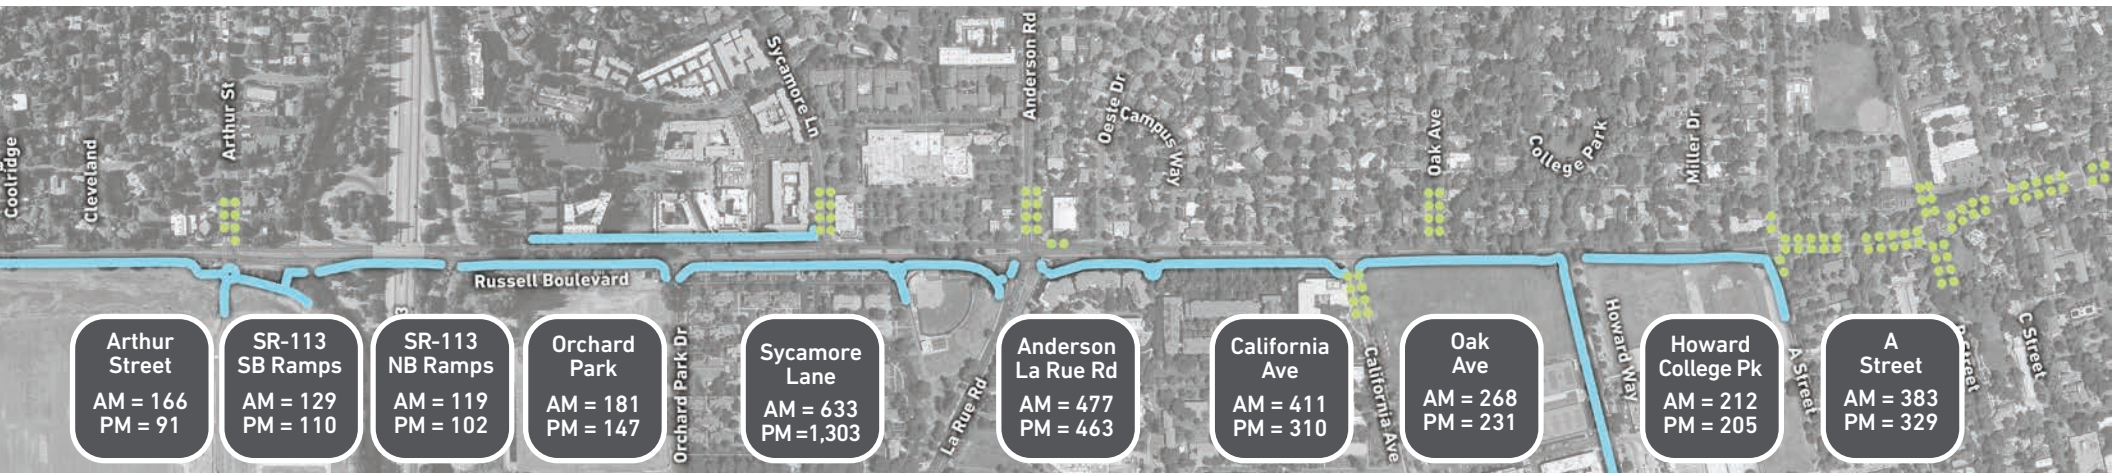 Coolridge
Cleveland
Arthur St
Sycamore Ln
Anderson Rd
Oeste Dr
Campus Way
Oak Ave
College Park
Miller Dr
Russell Boulevard
Orchard Park Dr
La Rue Rd
California Ave
Howard Way
A Street
C Street
Arthur
Street
AM = 166
PM = 91
SR-113
SB Ramps
AM = 129
PM = 110
SR-113
NB Ramps
AM = 119
PM = 102
Orchard
Park
AM = 181
PM = 147
Sycamore
Lane
AM = 633
PM =1,303
Anderson
La Rue Rd
AM = 477
PM = 463
California
Ave
AM = 411
PM = 310
Oak
Ave
AM = 268
PM = 231
Howard
College Pk
AM = 212
PM = 205
A
Street
AM = 383
PM = 329